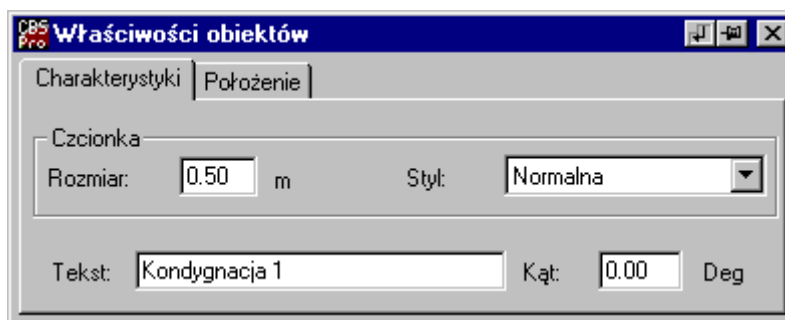 CBS Pro Właściwości obiektów
Charakterystyki Położenie
Czcionka
Rozmiar: 0.50 m Styl: Normalna
Tekst: Kondygnacja 1 Kąt: 0.00 Deg